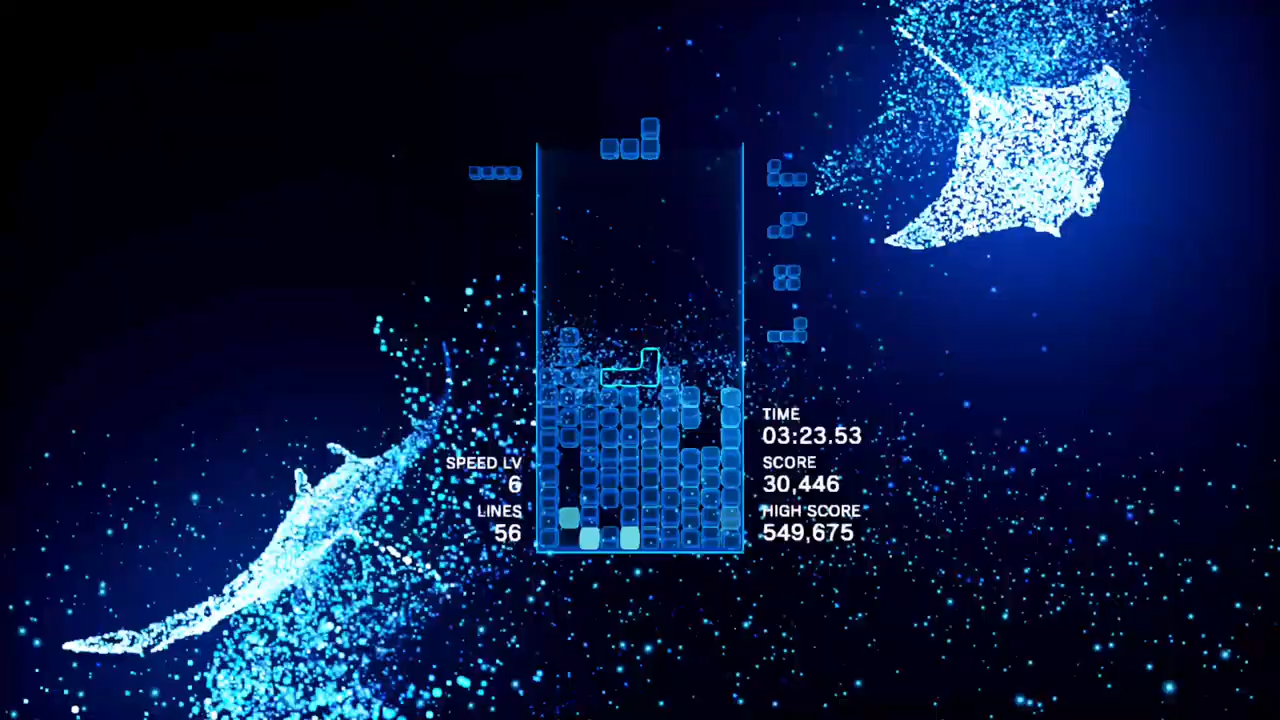 SPEED LV
6
LINES
56
TIME
03:23.53
SCORE
30,446
HIGH SCORE
549,675